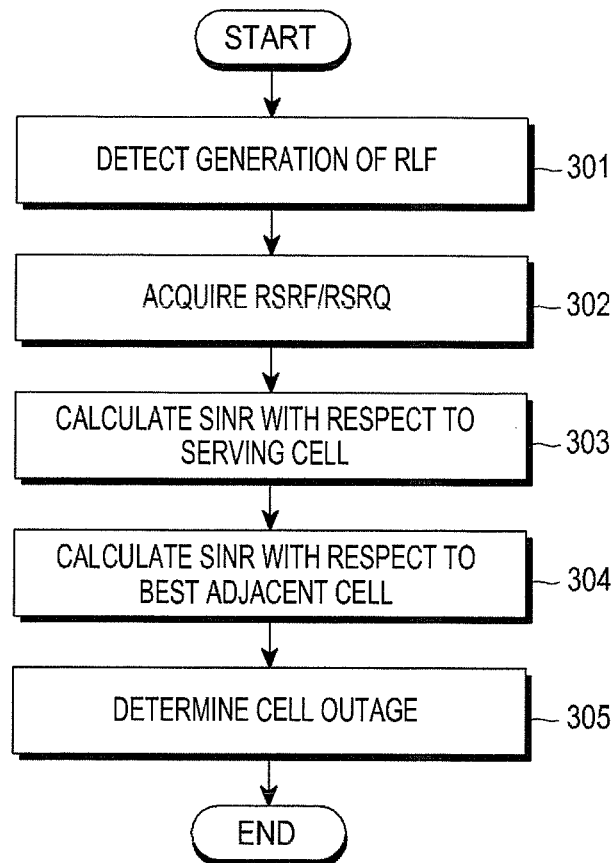 START
DETECT GENERATION OF RLF
301
ACQUIRE RSRF/RSRQ
302
CALCULATE SINR WITH RESPECT TO
SERVING CELL
303
CALCULATE SINR WITH RESPECT TO
BEST ADJACENT CELL
304
DETERMINE CELL OUTAGE
305
END